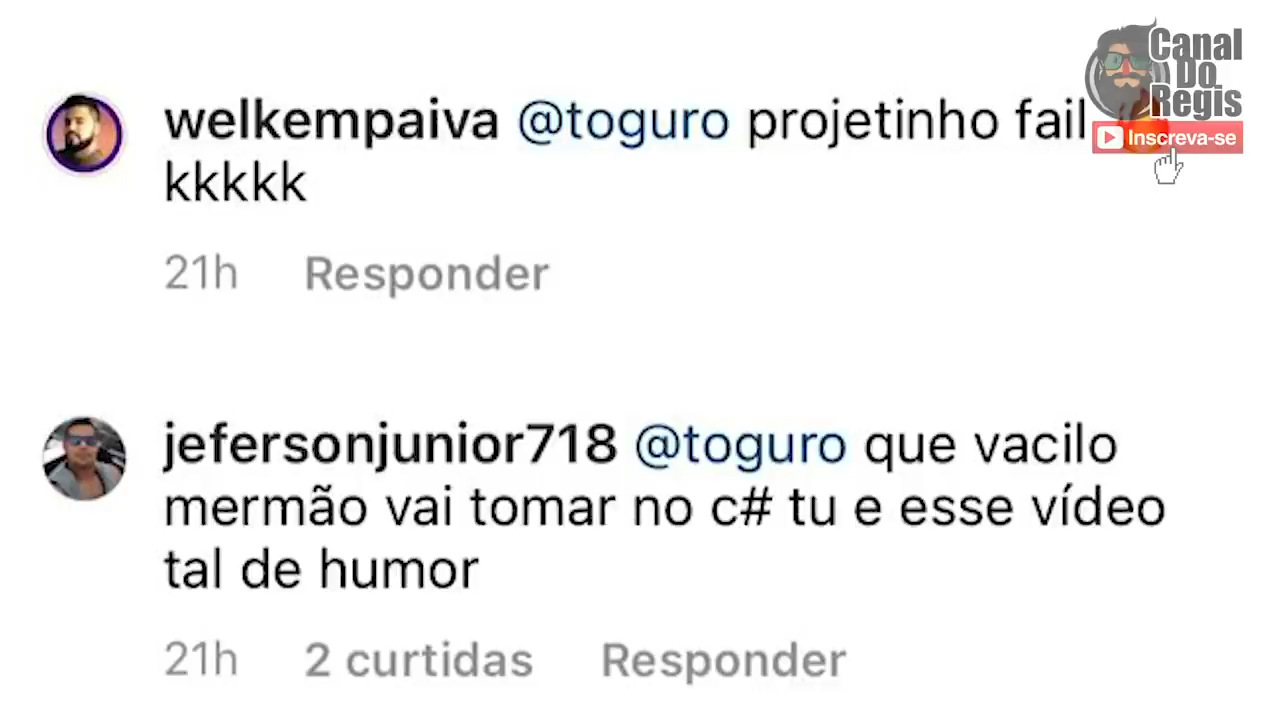 Canal
Do
Regis
Inscreva-se
welkempaiva @toguro projetinho fail
kkkkk
21h Responder
jefersonjunior718 @toguro que vacilo
mermão vai tomar no c# tu e esse vídeo
tal de humor
21h 2 curtidas Responder